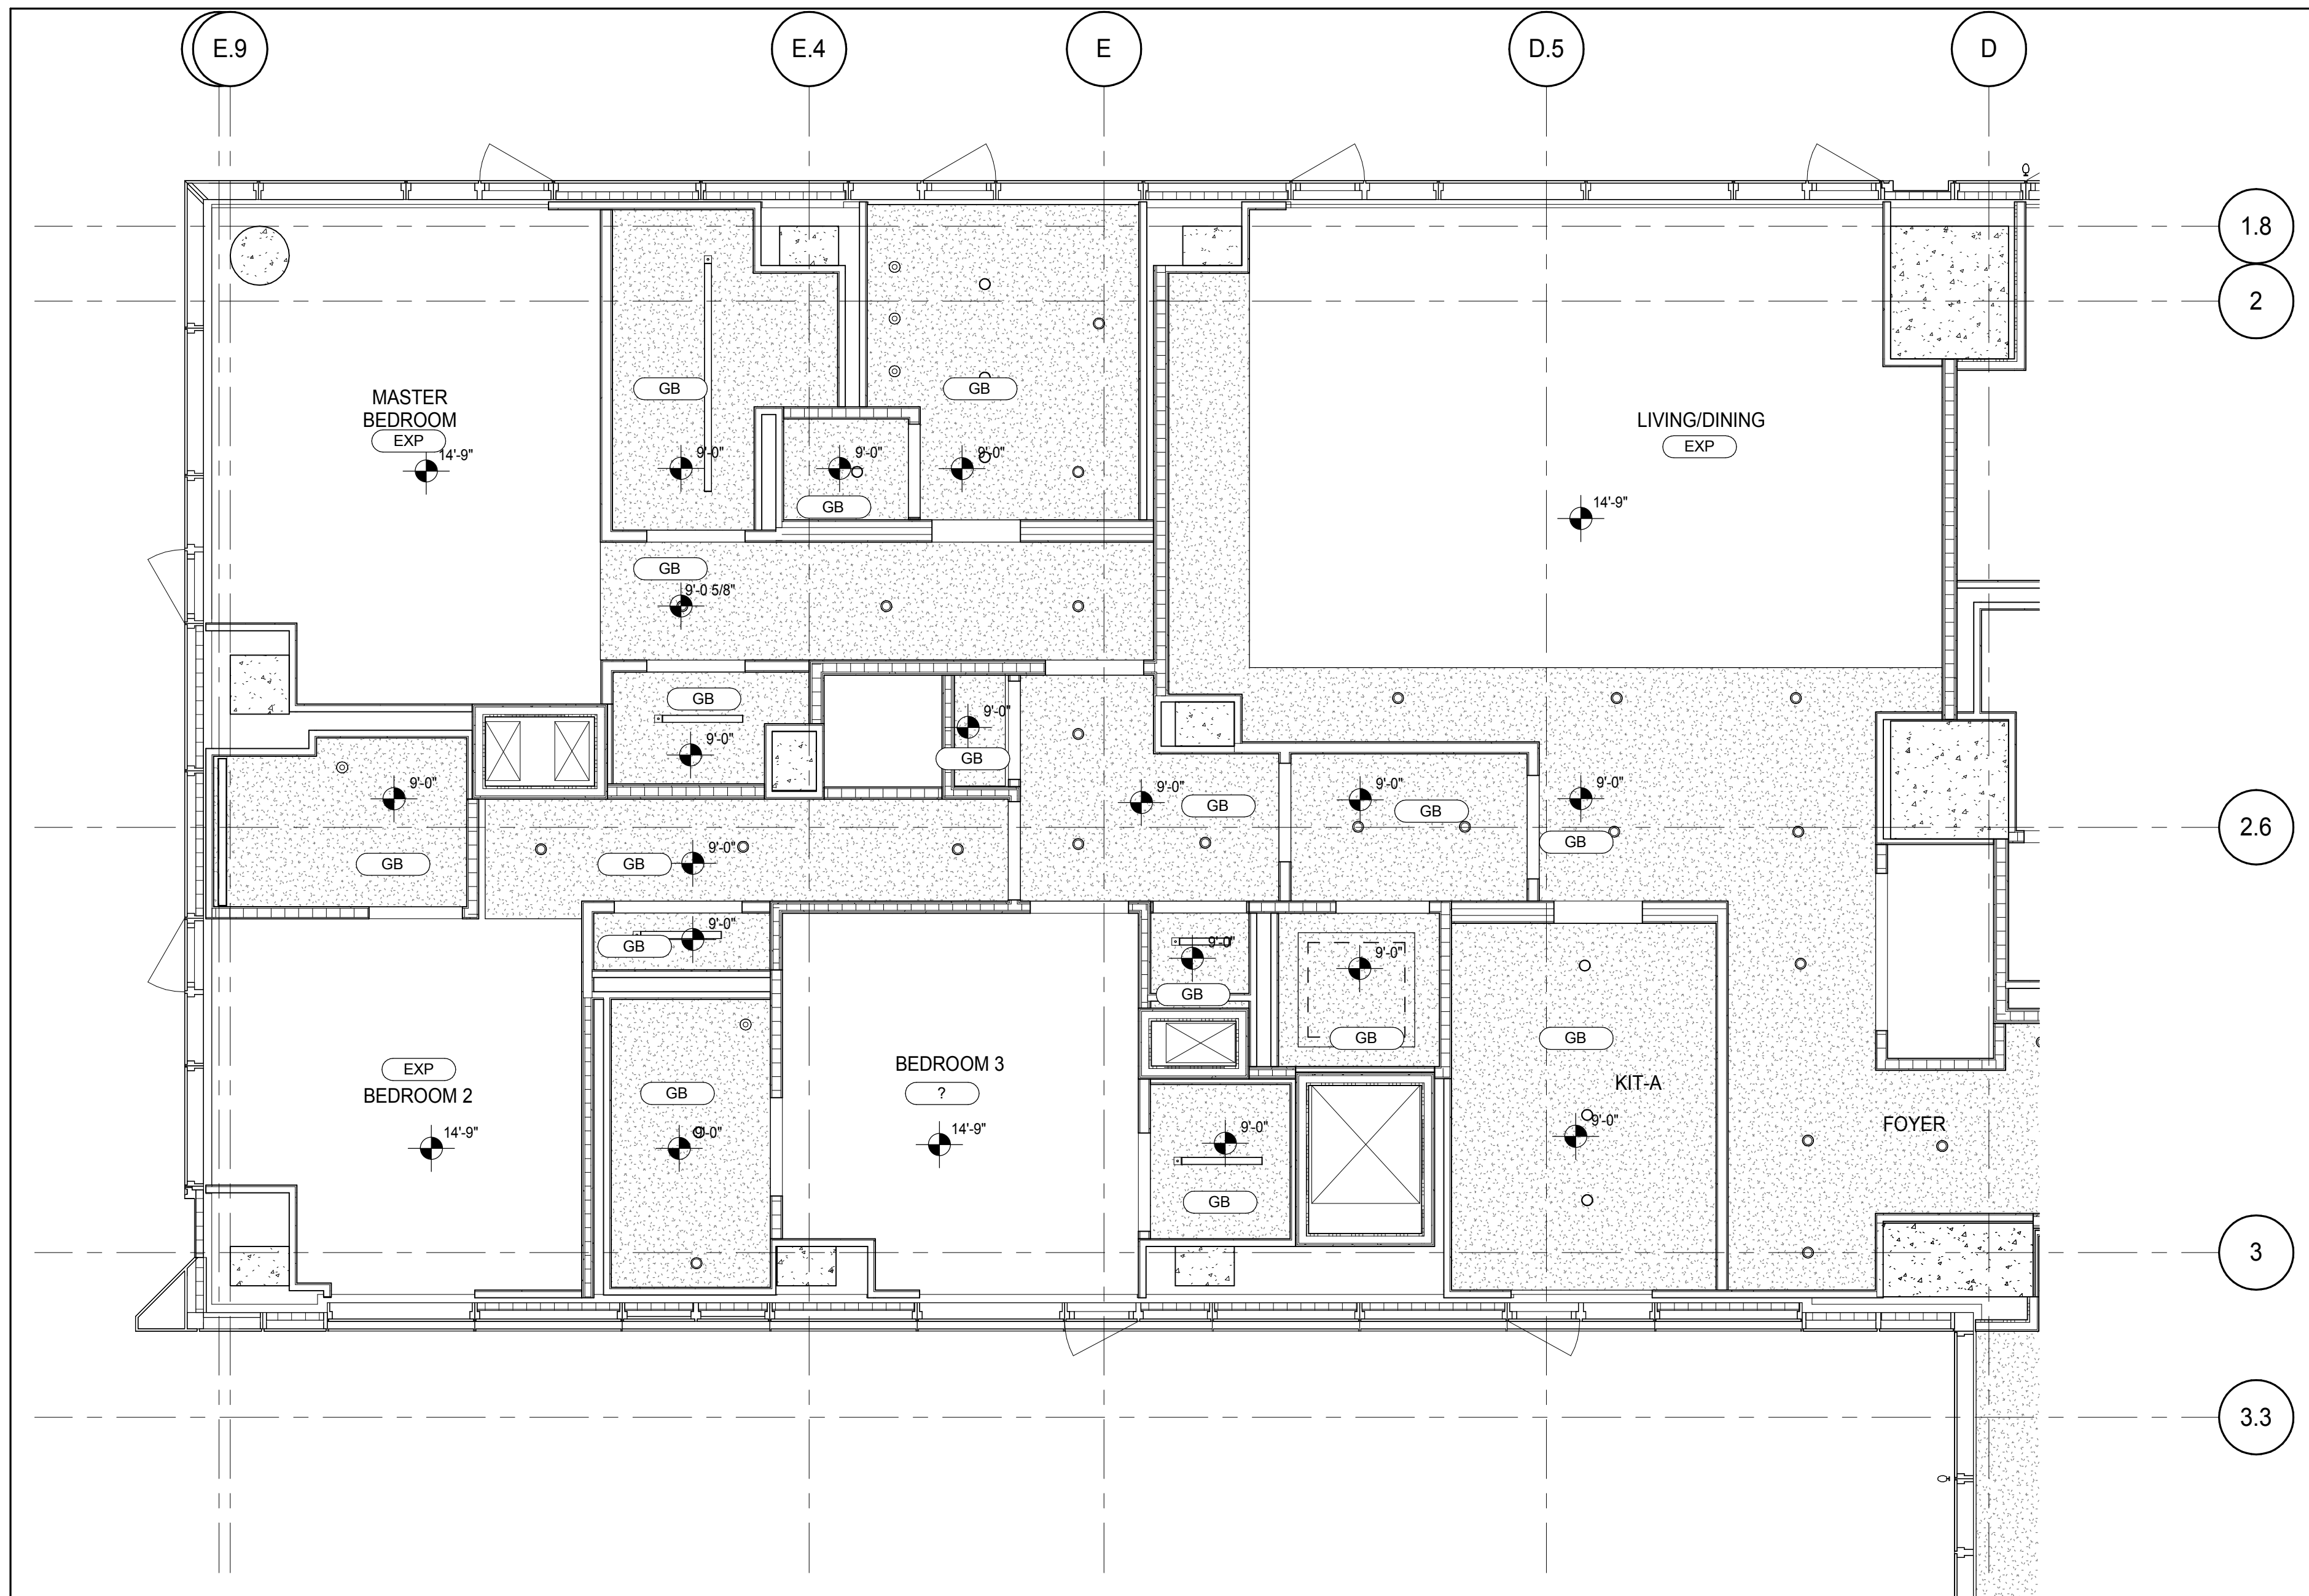 E.9
E.4
E
D.5
D
1.8
2
MASTER
BEDROOM
EXP
14'-9"
GB
9'-0"
GB
9'-0"
GB
9'-0"
LIVING/DINING
EXP
14'-9"
GB
9'-0 5/8"
GB
9'-0"
9'-0"
GB
9'-0"
GB
9'-0"
GB
9'-0"
GB
9'-0"
GB
9'-0"
GB
2.6
9'-0"
GB
9'-0"
GB
9'-0"
GB
GB
EXP
BEDROOM 2
14'-9"
GB
9'-0"
BEDROOM 3
?
14'-9"
9'-0"
GB
KIT-A
9'-0"
FOYER
3
3.3